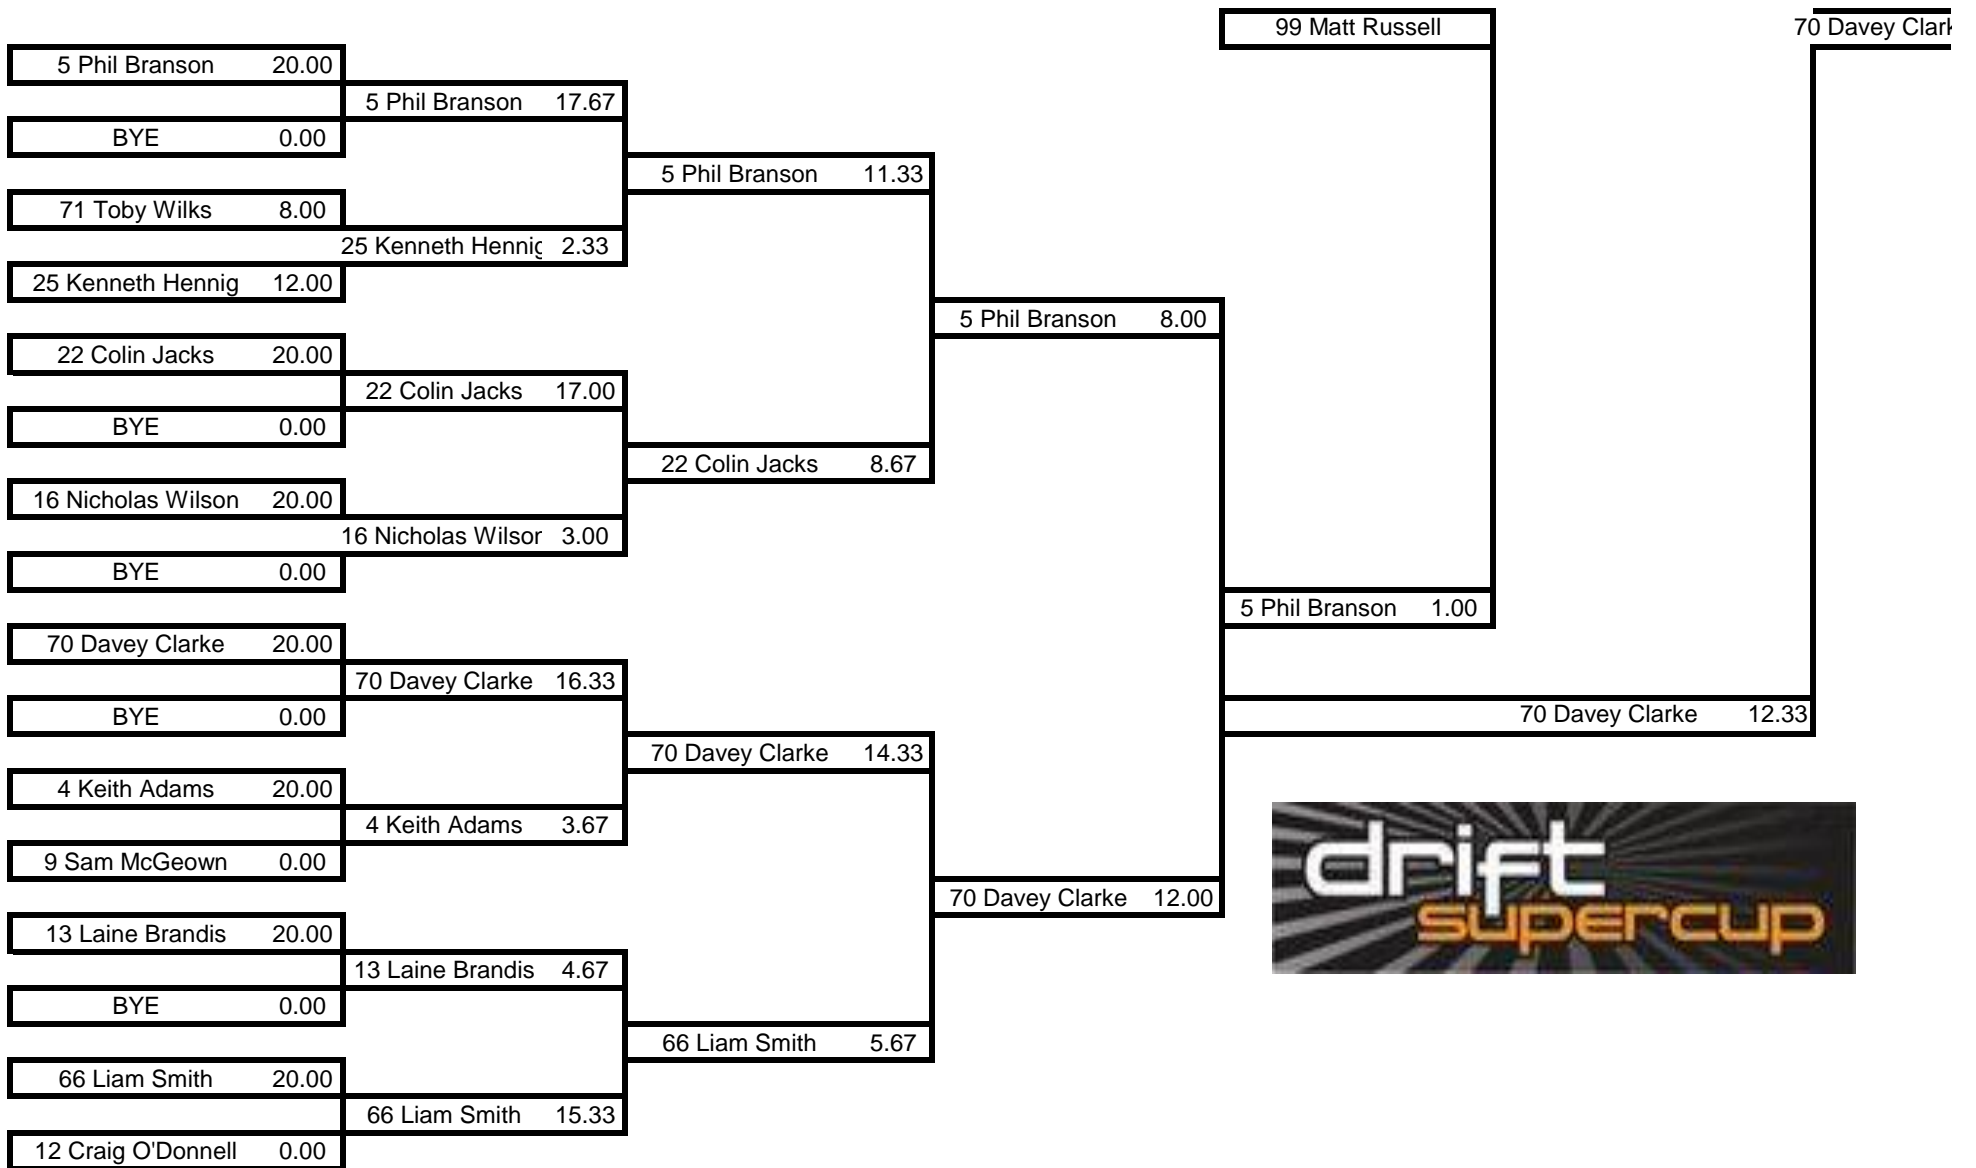 99 Matt Russell
70 Davey Clark
5 Phil Branson 20.00
5 Phil Branson 17.67
BYE 0.00
5 Phil Branson 11.33
71 Toby Wilks 8.00
25 Kenneth Hennig 2.33
25 Kenneth Hennig 12.00
5 Phil Branson 8.00
22 Colin Jacks 20.00
22 Colin Jacks 17.00
BYE 0.00
22 Colin Jacks 8.67
16 Nicholas Wilson 20.00
16 Nicholas Wilson 3.00
BYE 0.00
5 Phil Branson 1.00
70 Davey Clarke 20.00
70 Davey Clarke 16.33
BYE 0.00
70 Davey Clarke 12.33
70 Davey Clarke 14.33
4 Keith Adams 20.00
4 Keith Adams 3.67
9 Sam McGeown 0.00
70 Davey Clarke 12.00
drift
supercup
13 Laine Brandis 20.00
13 Laine Brandis 4.67
BYE 0.00
66 Liam Smith 5.67
66 Liam Smith 20.00
66 Liam Smith 15.33
12 Craig O'Donnell 0.00